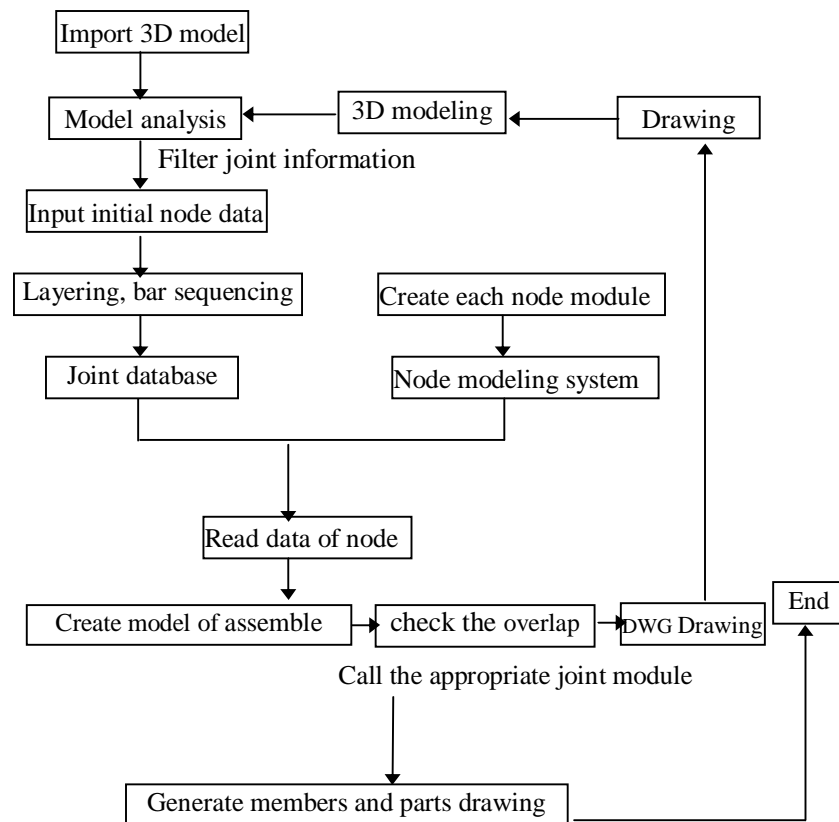 Import 3D model
Model analysis
3D modeling
Drawing
Filter joint information
Input initial node data
Layering, bar sequencing
Create each node module
Joint database
Node modeling system
Read data of node
Create model of assemble
check the overlap
DWG Drawing
End
Call the appropriate joint module
Generate members and parts drawing